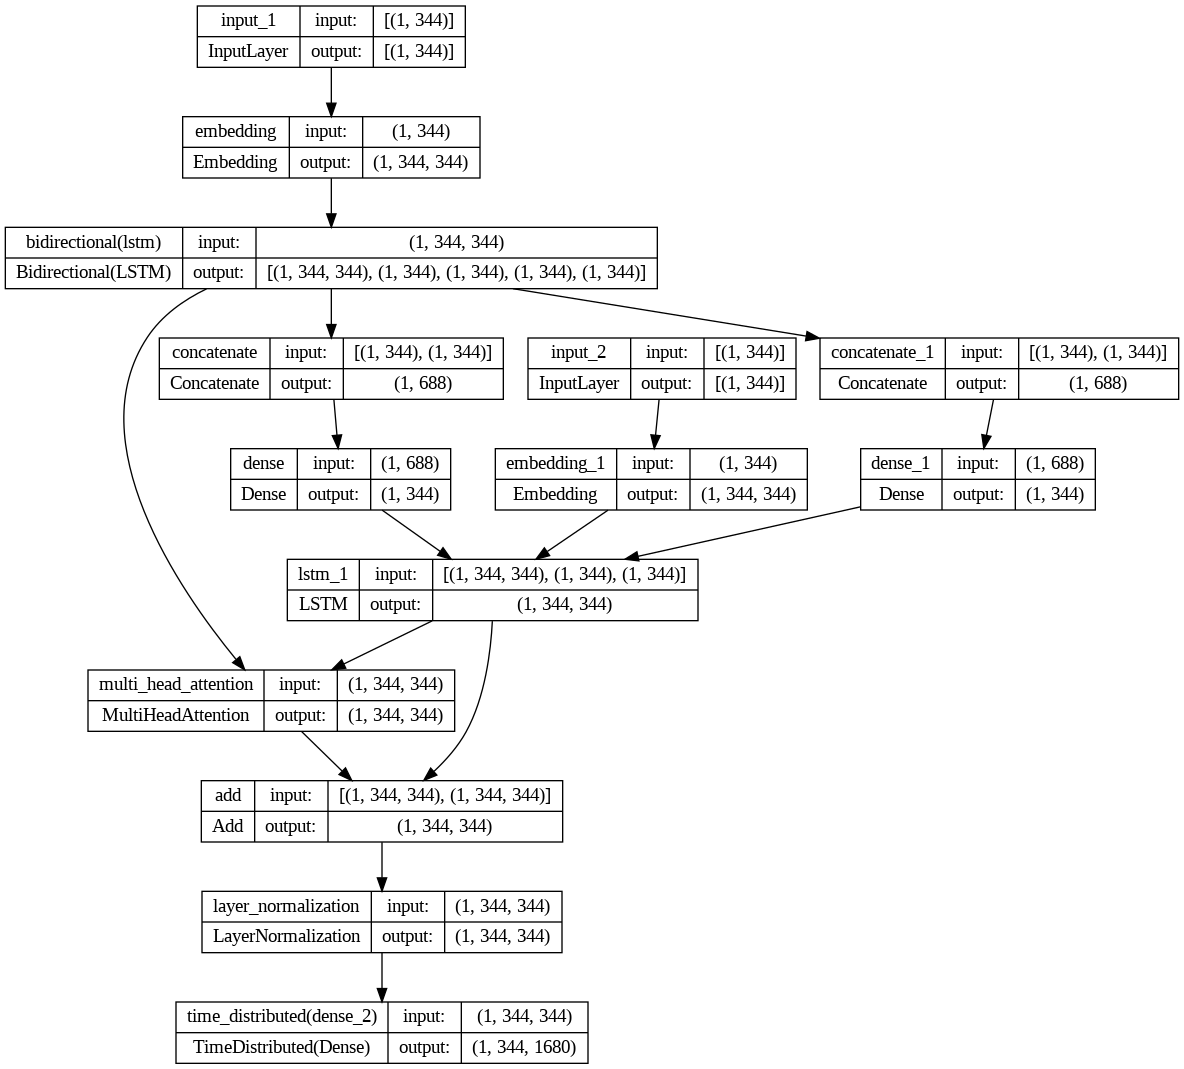 input_1 input: [(1, 344)]
InputLayer output: [(1, 344)]
embedding input: (1, 344)
Embedding output: (1, 344, 344)
bidirectional(lstm) input: (1, 344, 344)
Bidirectional(LSTM) output: [(1, 344, 344), (1, 344), (1, 344), (1, 344), (1, 344)]
concatenate input: [(1, 344), (1, 344)]
Concatenate output: (1, 688)
input_2 input: [(1, 344)]
InputLayer output: [(1, 344)]
concatenate_1 input: [(1, 344), (1, 344)]
Concatenate output: (1, 688)
dense input: (1, 688)
Dense output: (1, 344)
embedding_1 input: (1, 344)
Embedding output: (1, 344, 344)
dense_1 input: (1, 688)
Dense output: (1, 344)
lstm_1 input: [(1, 344, 344), (1, 344), (1, 344)]
LSTM output: (1, 344, 344)
multi_head_attention input: (1, 344, 344)
MultiHeadAttention output: (1, 344, 344)
add input: [(1, 344, 344), (1, 344, 344)]
Add output: (1, 344, 344)
layer_normalization input: (1, 344, 344)
LayerNormalization output: (1, 344, 344)
time_distributed(dense_2) input: (1, 344, 344)
TimeDistributed(Dense) output: (1, 344, 1680)